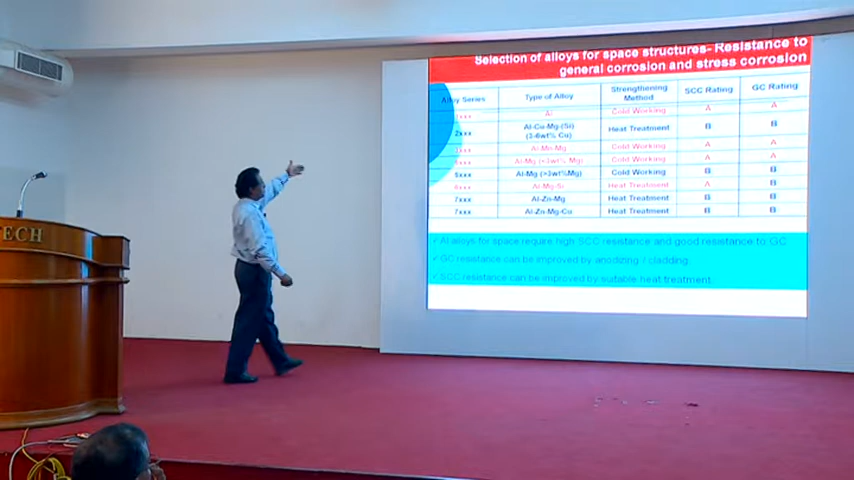 Selection of alloys for space structures- Resistance to
general corrosion and stress corrosion
Alloy Series Type of Alloy Strengthening Method SCC Rating GC Rating
1xxx Al Cold Working A A
2xxx Al-Cu-Mg-(Si) (3-6wt% Cu) Heat Treatment B B
3xxx Al-Mn-Mg Cold Working A A
Al-Mg (<3wt% Mg) Cold Working A A
5xxx Al-Mg (>3wt%Mg) Cold Working B B
6xxx Al-Mg-Si Heat Treatment A B
7xxx Al-Zn-Mg Heat Treatment B B
7xxx Al-Zn-Mg-Cu Heat Treatment B B
✓Al alloys for space require high SCC resistance and good resistance to GC
✓GC resistance can be improved by anodizing / cladding
✓SCC resistance can be improved by suitable heat treatment
TECH